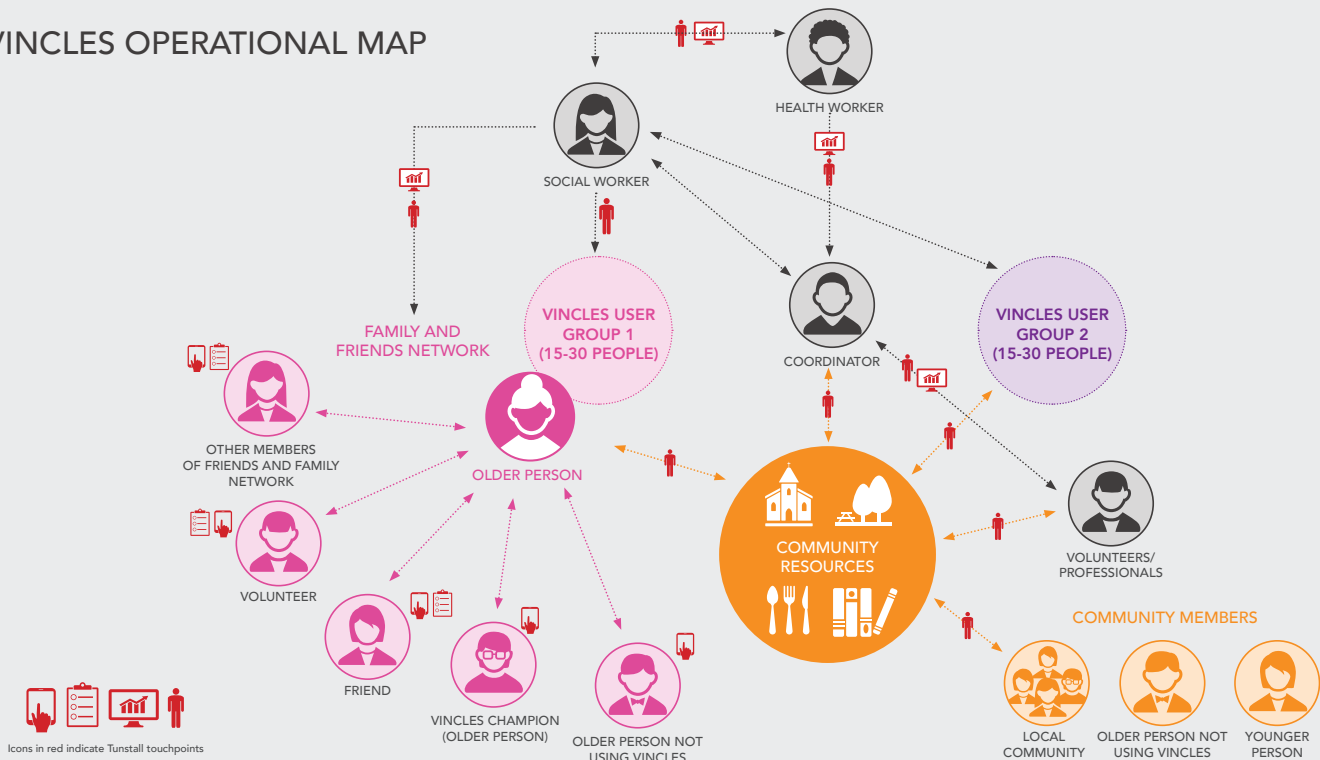 VINCLES OPERATIONAL MAP
HEALTH WORKER
SOCIAL WORKER
FAMILY AND
FRIENDS NETWORK
VINCLES USER
GROUP 1
(15-30 PEOPLE)
COORDINATOR
VINCLES USER
GROUP 2
(15-30 PEOPLE)
OTHER MEMBERS
OF FRIENDS AND FAMILY
NETWORK
OLDER PERSON
VOLUNTEER
FRIEND
VINCLES CHAMPION
(OLDER PERSON)
OLDER PERSON NOT
USING VINCLES
COMMUNITY
RESOURCES
VOLUNTEERS/
PROFESSIONALS
COMMUNITY MEMBERS
LOCAL
COMMUNITY
OLDER PERSON NOT
USING VINCLES
YOUNGER
PERSON
Icons in red indicate Tunstall touchpoints